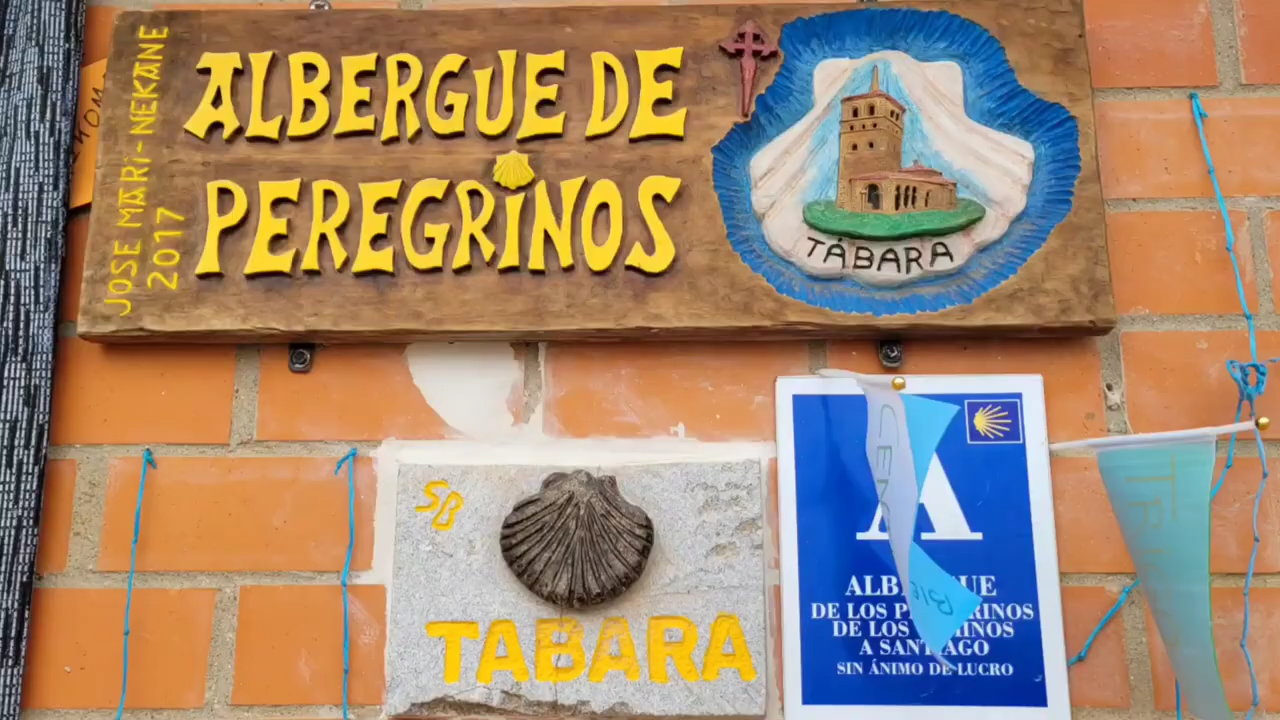 JOSE MARI-NEKANE
2017
ALBERGUE DE
PEREGRINOS
TÁBARA
SB
TABARA
A
ALBERGUE
DE LOS PEREGRINOS
DE LOS CAMINOS
A SANTIAGO
SIN ÁNIMO DE LUCRO